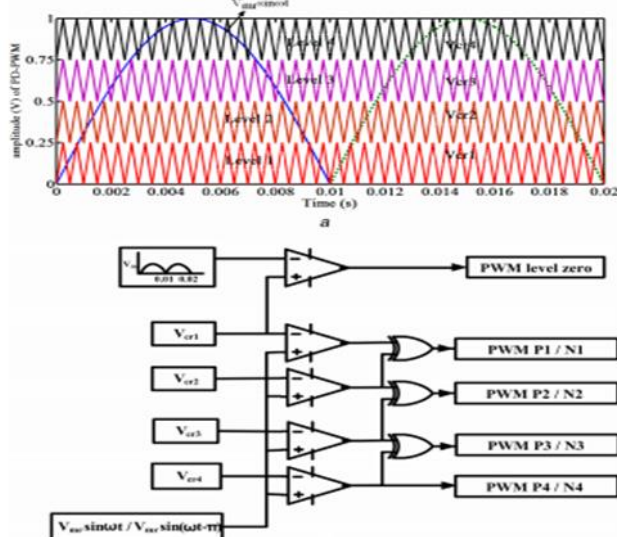 1
0.75
0.5
0.25
0
amplitude (V) of PD-PWM
Level 4
Level 3
Level 2
Level 1
Vcr4
Vcr3
Vcr2
Vcr1
0 0.002 0.004 0.006 0.008 0.01 0.012 0.014 0.016 0.018 0.02
Time (s)
a
0.01 0.02
PWM level zero
Vcr1
PWM P1 / N1
Vcr2
PWM P2 / N2
Vcr3
PWM P3 / N3
Vcr4
PWM P4 / N4